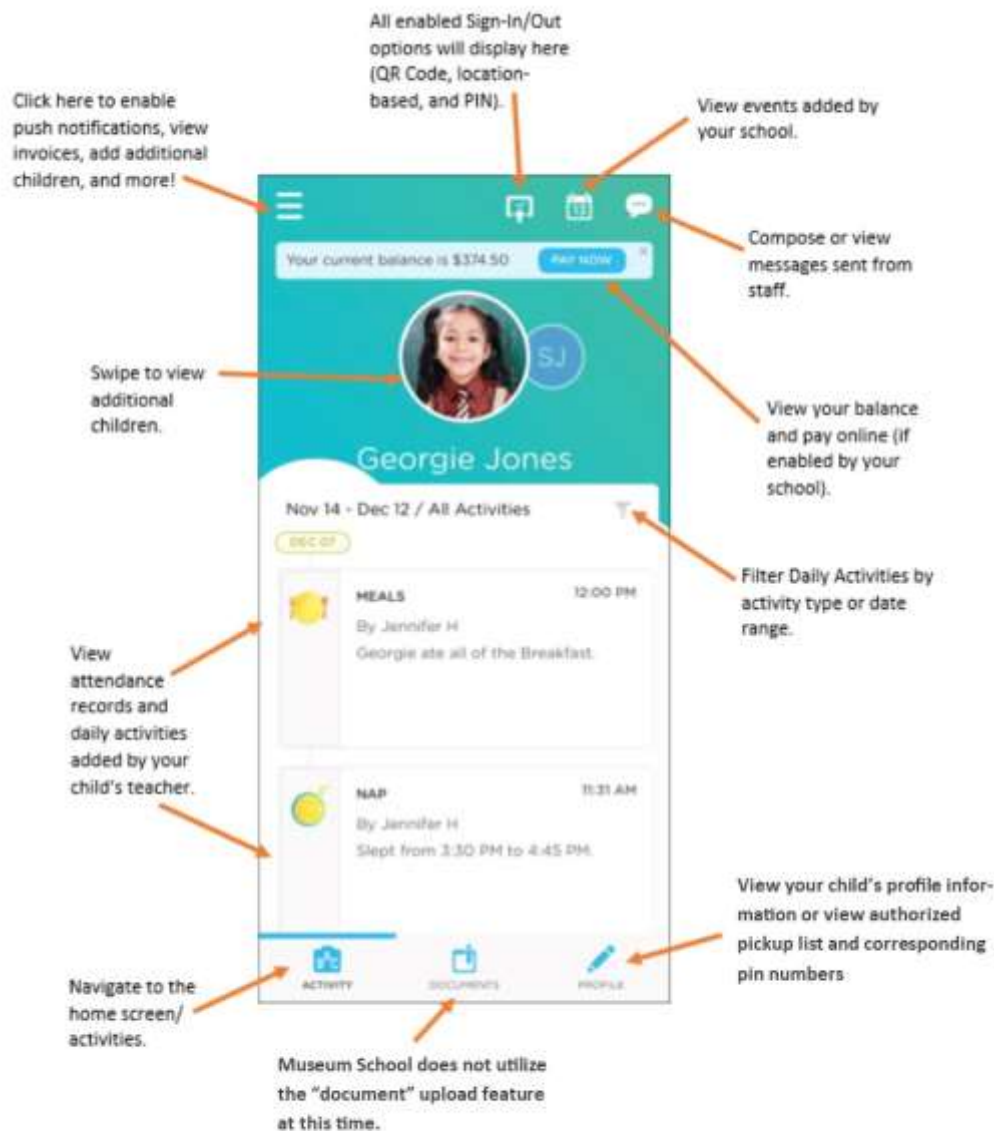 All enabled Sign-In/Out
options will display here
(QR Code, location-
based, and PIN).
Click here to enable
push notifications, view
invoices, add additional
children, and more!
View events added by
your school.
12
Compose or view
messages sent from
staff.
Your current balance is $374.50
PAY NOW
×
SJ
Swipe to view
additional
children.
View your balance
and pay online (if
enabled by your
school).
Georgie Jones
Nov 14 - Dec 12 / All Activities
DEC 07
Filter Daily Activities by
activity type or date
range.
MEALS
12:00 PM
By Jennifer H
Georgie ate all of the Breakfast.
View
attendance
records and
daily activities
added by your
child's teacher.
NAP
11:31 AM
By Jennifer H
Slept from 3:30 PM to 4:45 PM.
View your child's profile infor-
mation or view authorized
pickup list and corresponding
pin numbers
ACTIVITY
DOCUMENTS
PROFILE
Navigate to the
home screen/
activities.
Museum School does not utilize
the “document” upload feature
at this time.